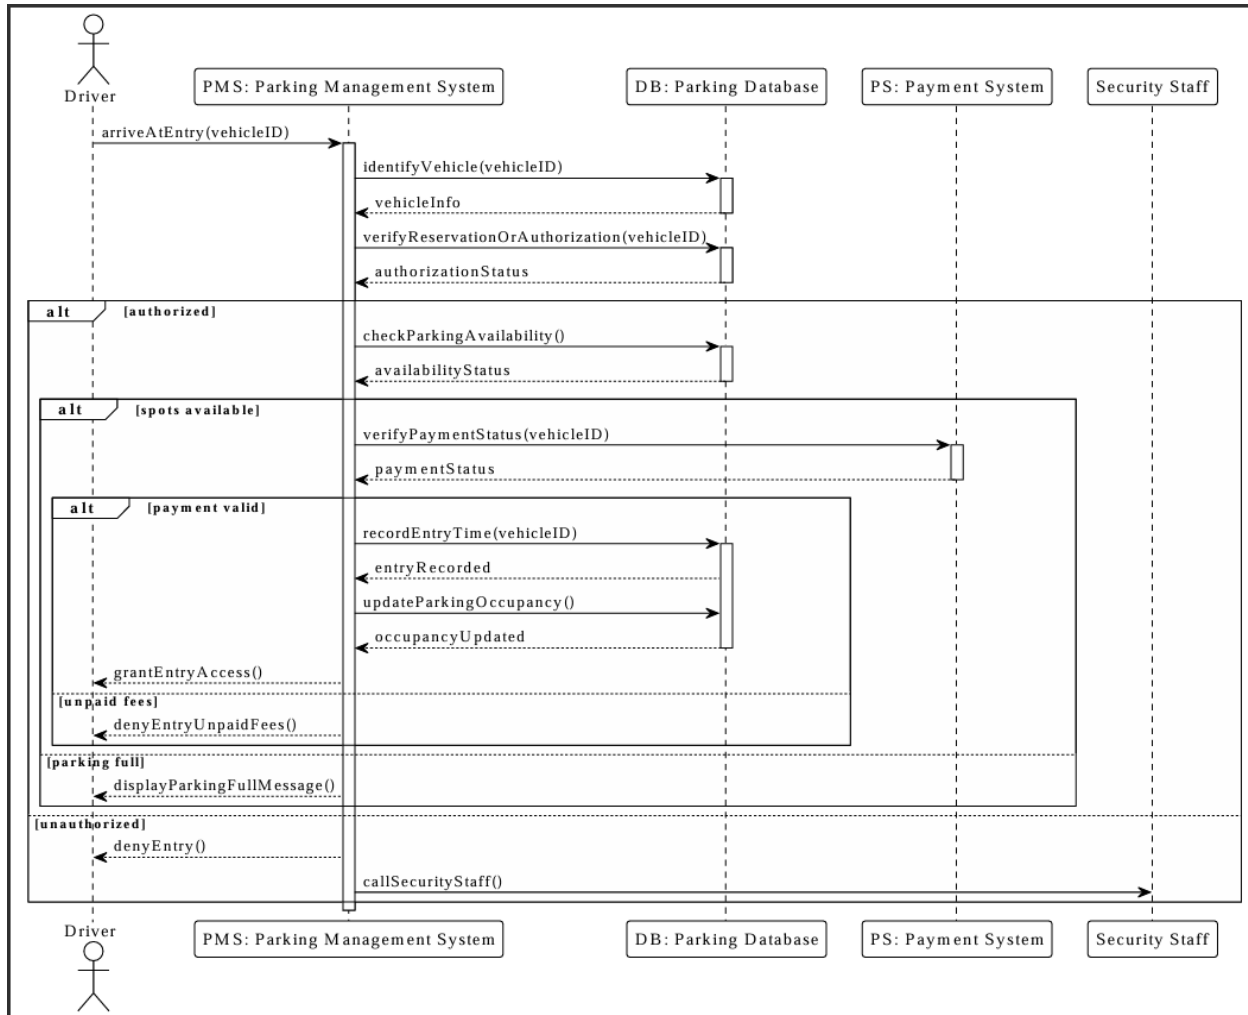 Driver
PMS: Parking Management System
DB: Parking Database
PS: Payment System
Security Staff
arriveAtEntry(vehicleID)
identifyVehicle(vehicleID)
vehicleInfo
verifyReservationOrAuthorization(vehicleID)
authorizationStatus
alt [authorized]
checkParkingAvailability()
availabilityStatus
alt [spots available]
verifyPaymentStatus(vehicleID)
paymentStatus
alt [payment valid]
recordEntryTime(vehicleID)
entryRecorded
updateParkingOccupancy()
occupancyUpdated
grantEntryAccess()
[unpaid fees]
denyEntryUnpaidFees()
[parking full]
displayParkingFullMessage()
[unauthorized]
denyEntry()
callSecurityStaff()
Driver
PMS: Parking Management System
DB: Parking Database
PS: Payment System
Security Staff